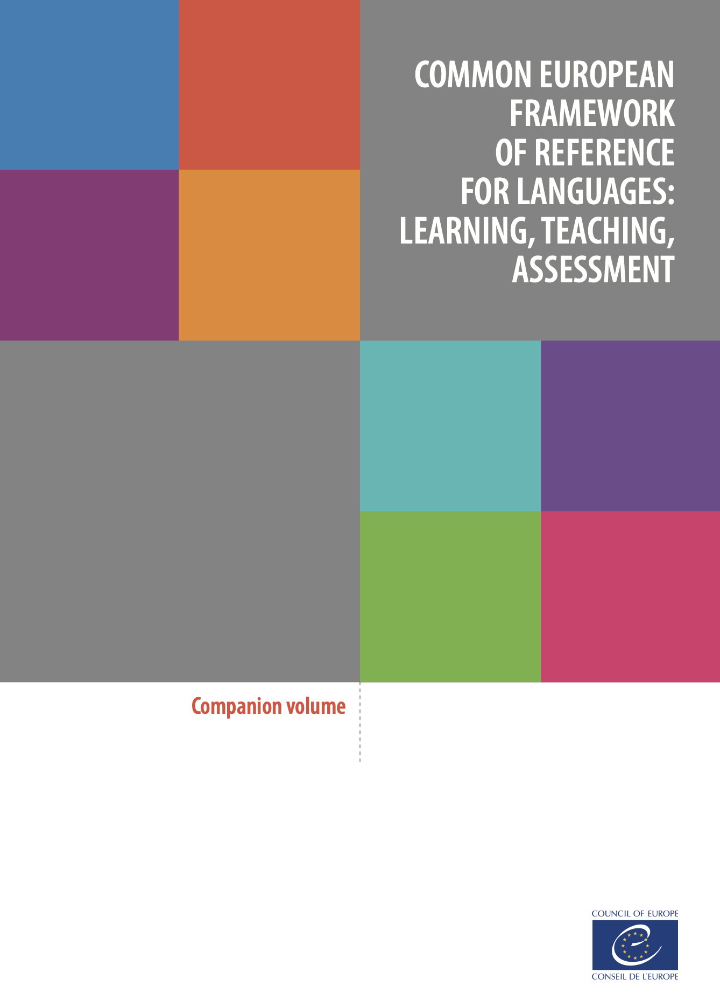 COMMON EUROPEAN
FRAMEWORK
OF REFERENCE
FOR LANGUAGES:
LEARNING, TEACHING,
ASSESSMENT
Companion volume
COUNCIL OF EUROPE
CONSEIL DE L'EUROPE